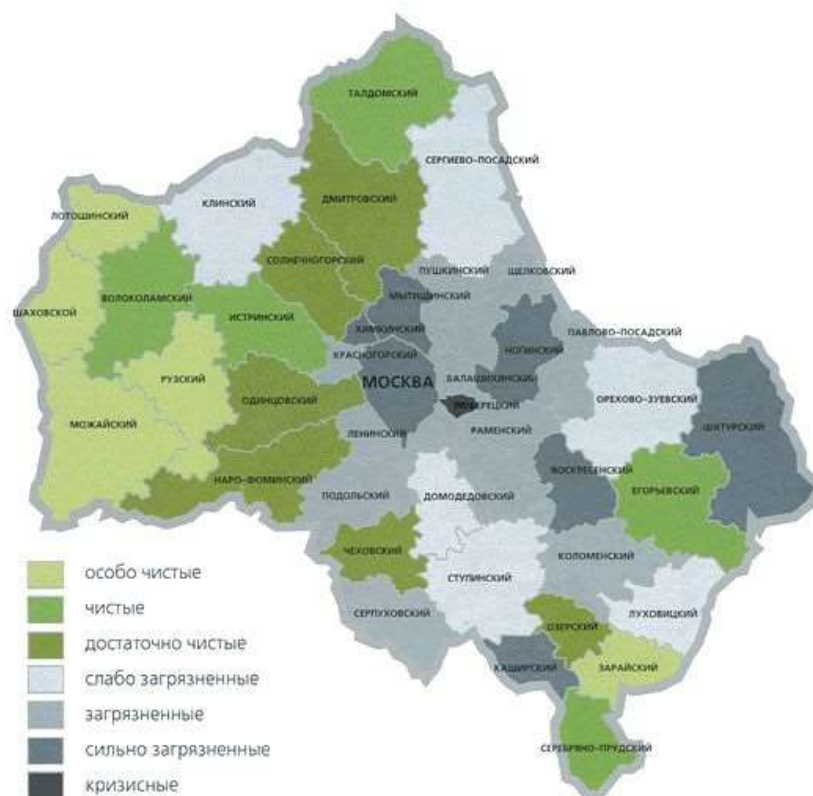 ТАЛДОМСКИЙ
СЕРГИЕВО-ПОСАДСКИЙ
КЛИНСКИЙ
ДМИТРОВСКИЙ
ЛОТОШИНСКИЙ
СОЛНЕЧНОГОРСКИЙ
ПУШКИНСКИЙ
ЩЕЛКОВСКИЙ
МЫТИЩИНСКИЙ
ВОЛОКОЛАМСКИЙ
ШАХОВСКОЙ
ИСТРИНСКИЙ
ХИМКИНСКИЙ
ПАВЛОВО-ПОСАДСКИЙ
НОГИНСКИЙ
КРАСНОГОРСКИЙ
РУЗСКИЙ
МОСКВА
БАЛАШИХИНСКИЙ
ОДИНЦОВСКИЙ
ЛЮБЕРЕЦКИЙ
ОРЕХОВО-ЗУЕВСКИЙ
МОЖАЙСКИЙ
ЛЕНИНСКИЙ
РАМЕНСКИЙ
ШАТУРСКИЙ
ВОСКРЕСЕНСКИЙ
НАРО-ФОМИНСКИЙ
ЕГОРЬЕВСКИЙ
ПОДОЛЬСКИЙ
ДОМОДЕДОВСКИЙ
ЧЕХОВСКИЙ
КОЛОМЕНСКИЙ
СТУПИНСКИЙ
СЕРПУХОВСКИЙ
ЛУХОВИЦКИЙ
ОЗЕРСКИЙ
КАШИРСКИЙ
ЗАРАЙСКИЙ
СЕРЕБРЯНО-ПРУДСКИЙ
особо чистые
чистые
достаточно чистые
слабо загрязненные
загрязненные
сильно загрязненные
кризисные